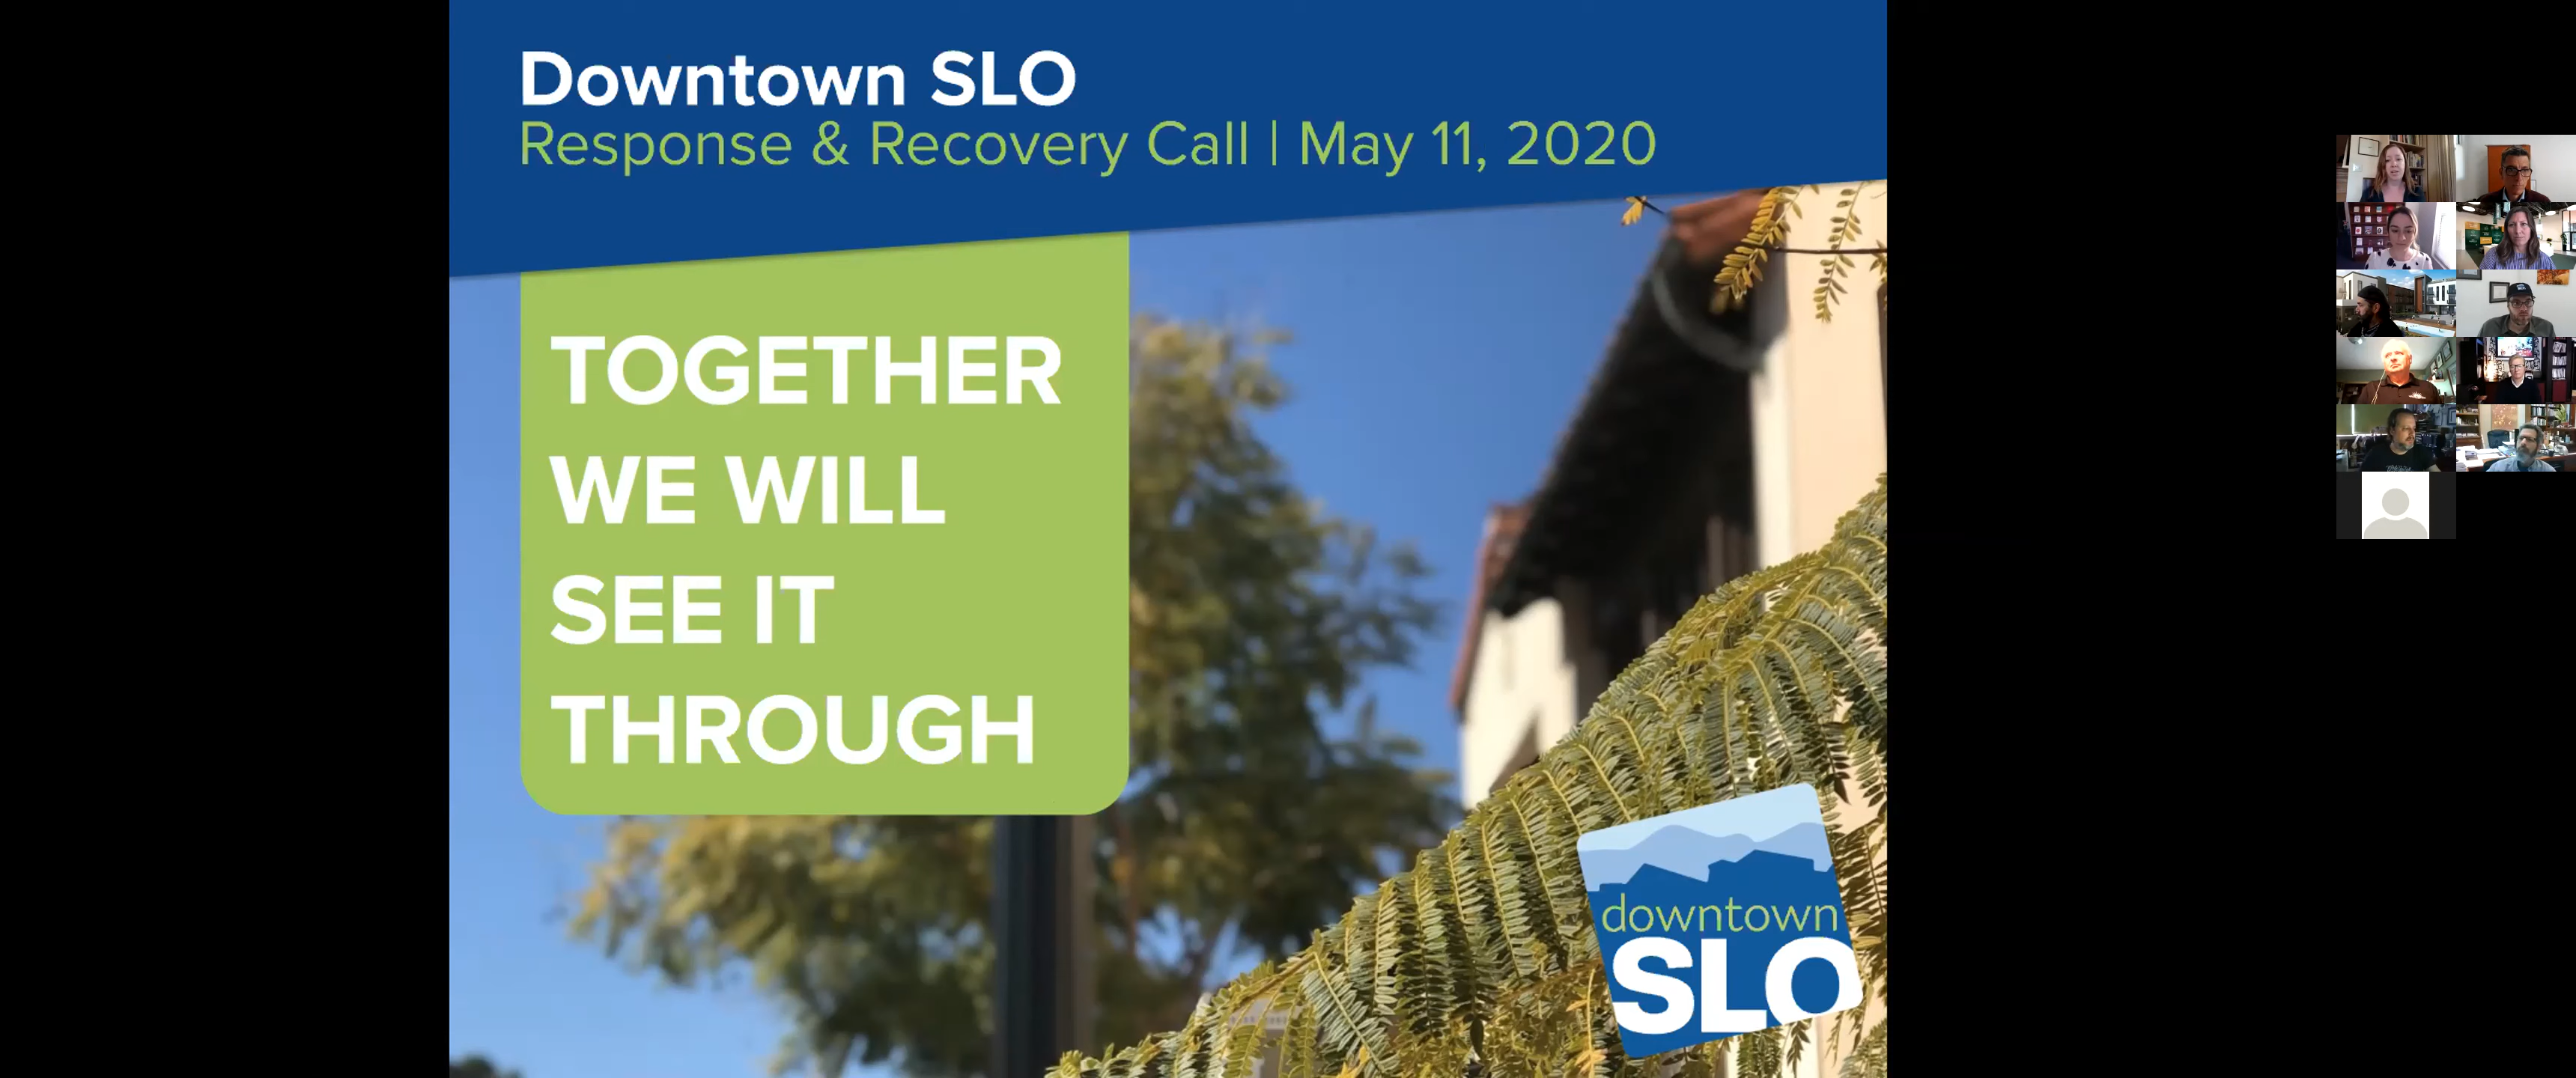 Downtown SLO
Response & Recovery Call | May 11, 2020
TOGETHER
WE WILL
SEE IT
THROUGH
downtown
SLO